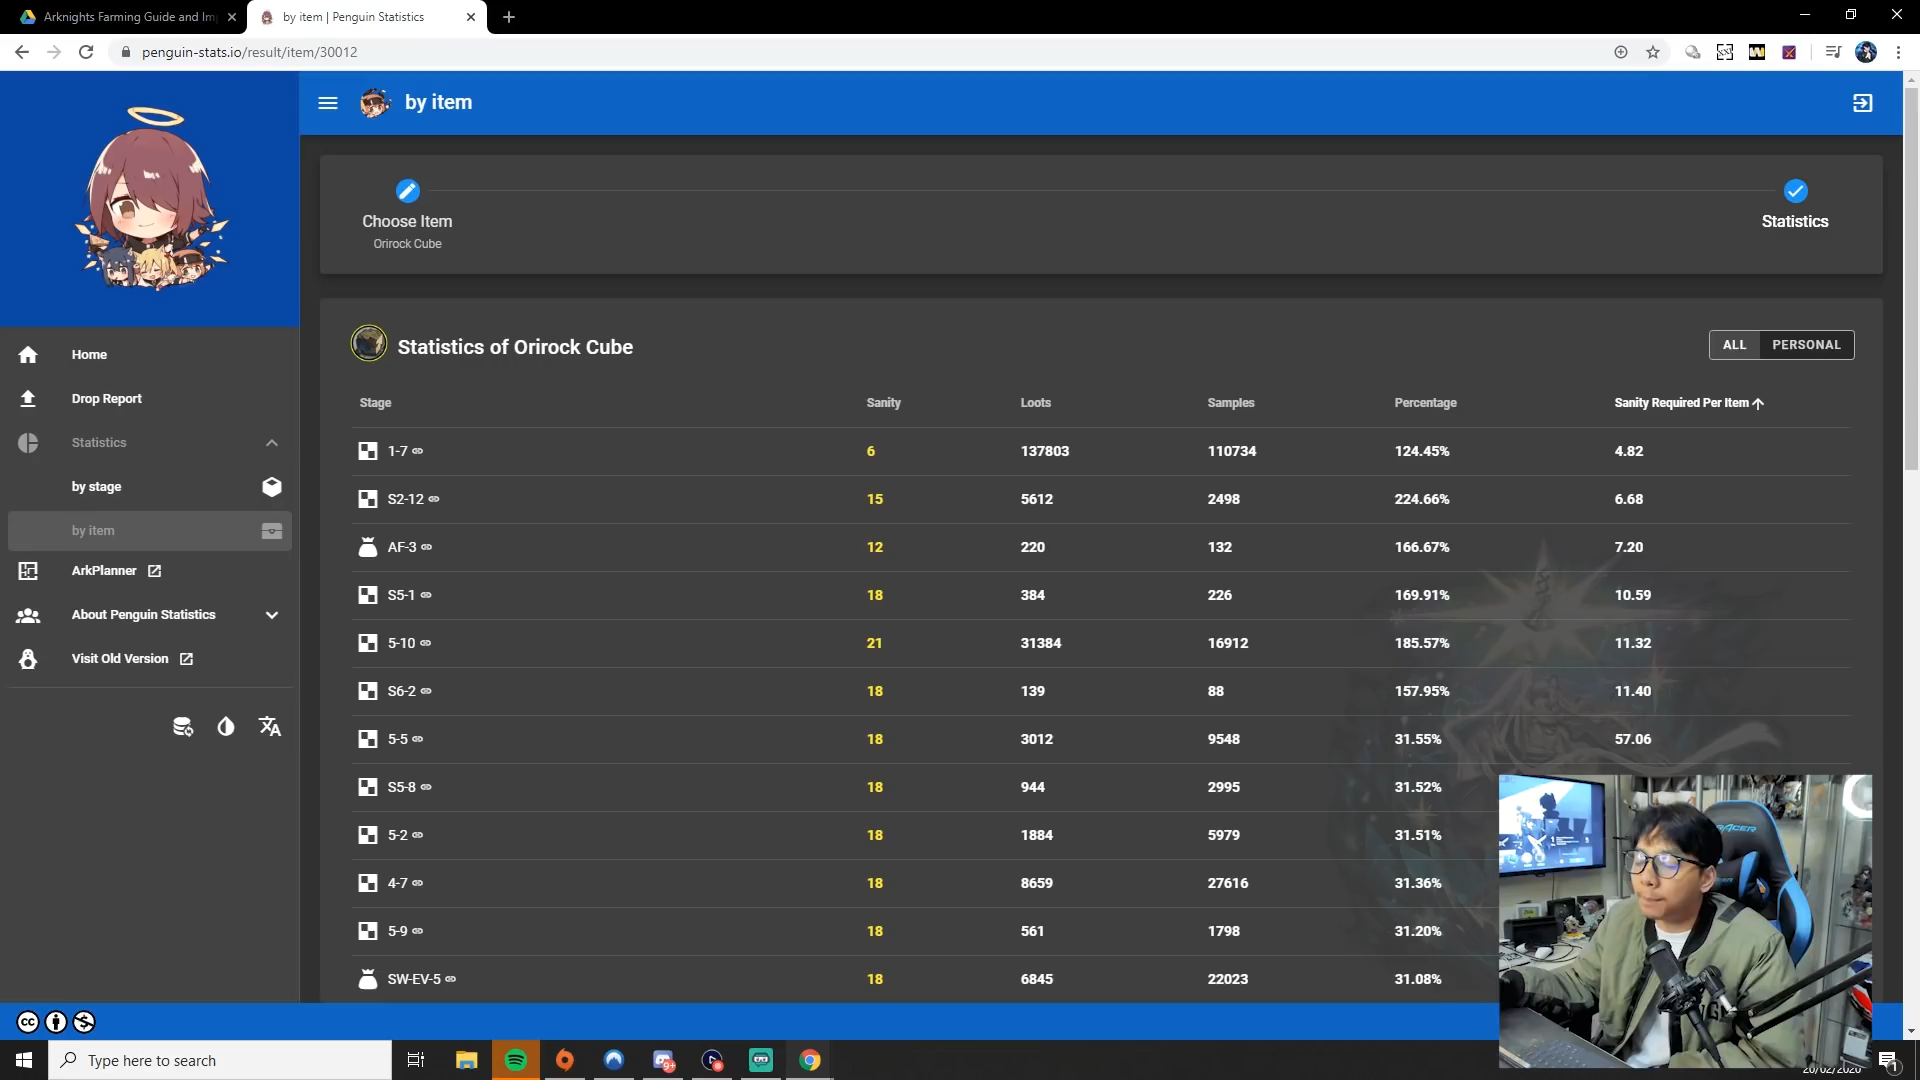 Arknights Farming Guide and Im
by item | Penguin Statistics
penguin-stats.io/result/item/30012
by item
Choose Item
Orirock Cube
Statistics
Home
Drop Report
Statistics
by stage
by item
ArkPlanner
About Penguin Statistics
Visit Old Version
Statistics of Orirock Cube
ALL PERSONAL
Stage Sanity Loots Samples Percentage Sanity Required Per Item
1-7 6 137803 110734 124.45% 4.82
S2-12 15 5612 2498 224.66% 6.68
AF-3 12 220 132 166.67% 7.20
S5-1 18 384 226 169.91% 10.59
5-10 21 31384 16912 185.57% 11.32
S6-2 18 139 88 157.95% 11.40
5-5 18 3012 9548 31.55% 57.06
S5-8 18 944 2995 31.52%
5-2 18 1884 5979 31.51%
4-7 18 8659 27616 31.36%
5-9 18 561 1798 31.20%
SW-EV-5 18 6845 22023 31.08%
cc
Type here to search
9+
20/02/2020
1